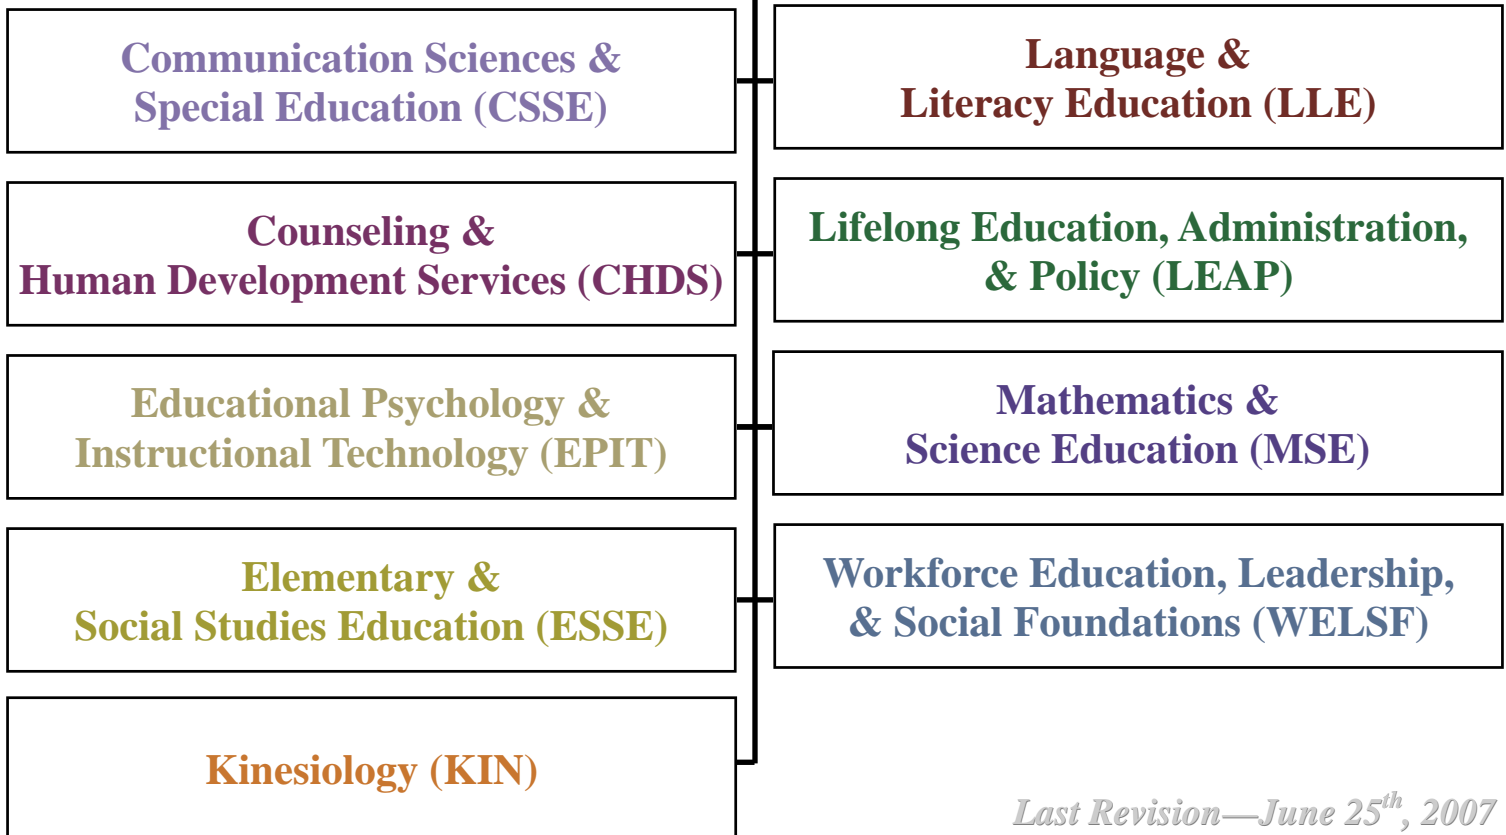 Communication Sciences &
Special Education (CSSE)
Counseling &
Human Development Services (CHDS)
Educational Psychology &
Instructional Technology (EPIT)
Elementary &
Social Studies Education (ESSE)
Kinesiology (KIN)
Language &
Literacy Education (LLE)
Lifelong Education, Administration,
& Policy (LEAP)
Mathematics &
Science Education (MSE)
Workforce Education, Leadership,
& Social Foundations (WELSF)
Last Revision—June 25th, 2007